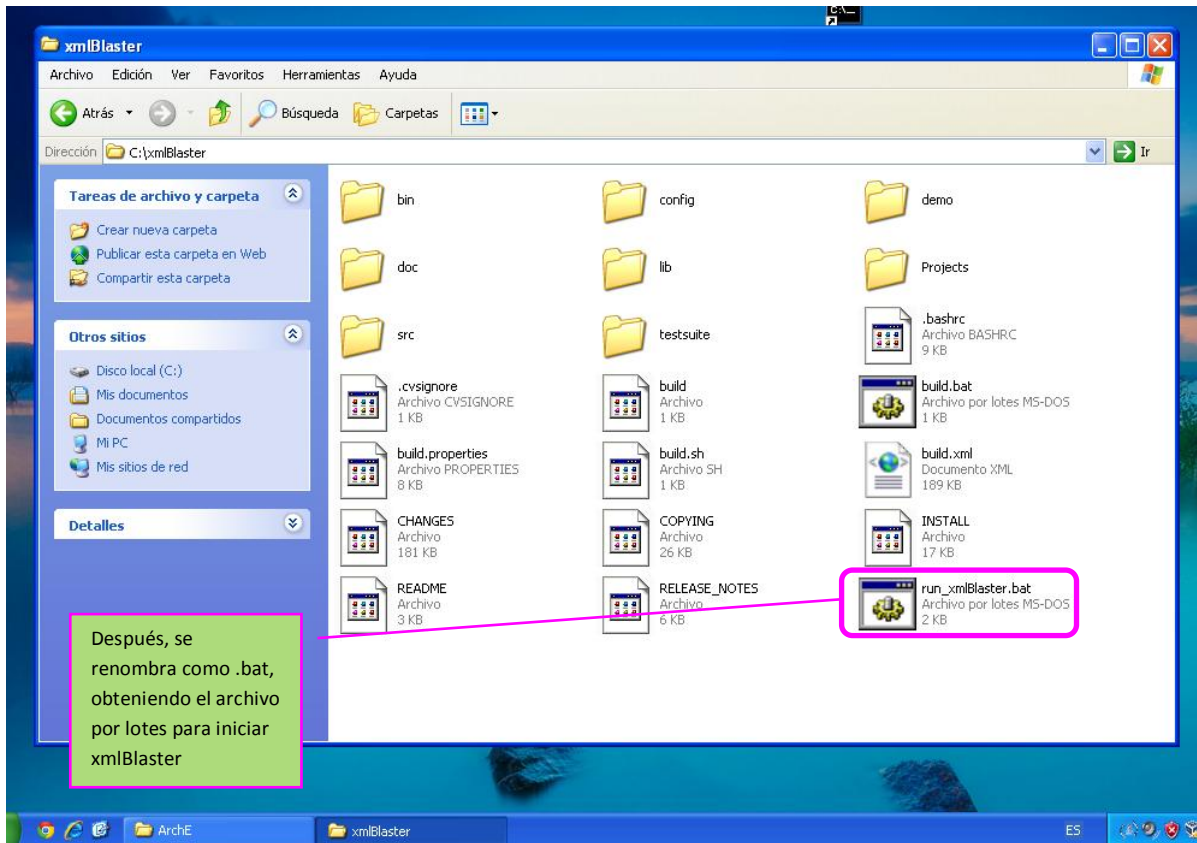 C:\_
xmlBlaster
Archivo Edición Ver Favoritos Herramientas Ayuda
Atrás Búsqueda Carpetas
Dirección C:\xmlBlaster Ir
Tareas de archivo y carpeta
Crear nueva carpeta
Publicar esta carpeta en Web
Compartir esta carpeta
Otros sitios
Disco local (C:)
Mis documentos
Documentos compartidos
Mi PC
Mis sitios de red
Detalles
bin
config
demo
doc
lib
Projects
src
testsuite
.bashrc
Archivo BASHRC
9 KB
.cvsignore
Archivo CVSIGNORE
1 KB
build
Archivo
1 KB
build.bat
Archivo por lotes MS-DOS
1 KB
build.properties
Archivo PROPERTIES
8 KB
build.sh
Archivo SH
1 KB
build.xml
Documento XML
189 KB
CHANGES
Archivo
181 KB
COPYING
Archivo
26 KB
INSTALL
Archivo
17 KB
README
Archivo
3 KB
RELEASE_NOTES
Archivo
6 KB
run_xmlBlaster.bat
Archivo por lotes MS-DOS
2 KB
Después, se
renombra como .bat,
obteniendo el archivo
por lotes para iniciar
xmlBlaster
ArchE
xmlBlaster
ES